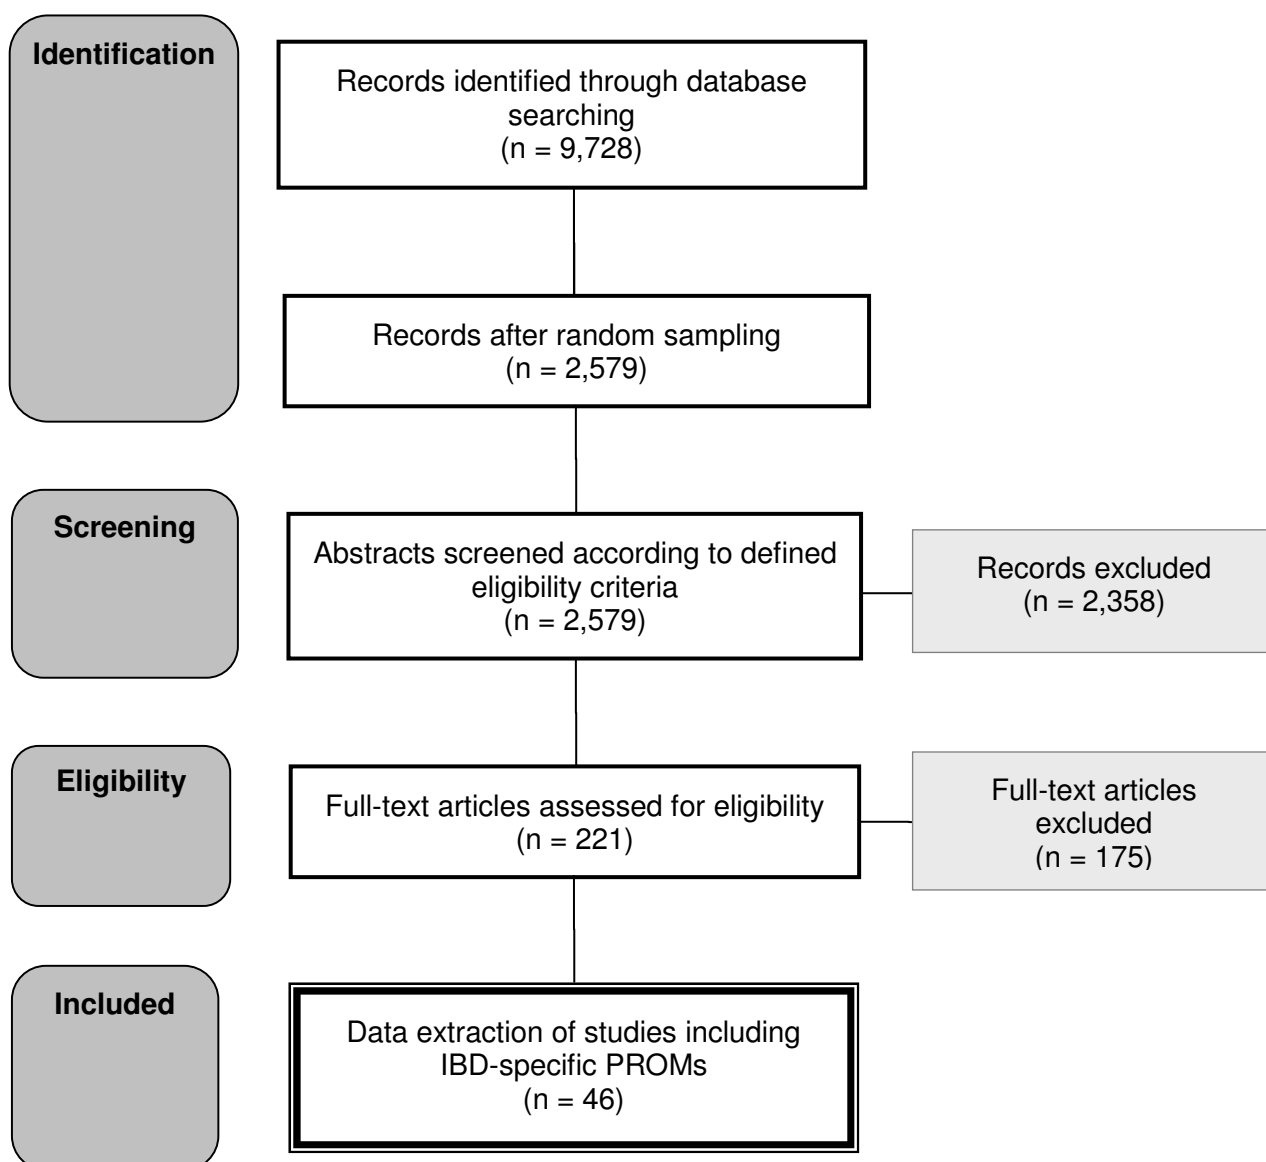 Identification
Records identified through database
searching
(n = 9,728)
Records after random sampling
(n = 2,579)
Screening
Abstracts screened according to defined
eligibility criteria
(n = 2,579)
Records excluded
(n = 2,358)
Eligibility
Full-text articles assessed for eligibility
(n = 221)
Full-text articles
excluded
(n = 175)
Included
Data extraction of studies including
IBD-specific PROMs
(n = 46)